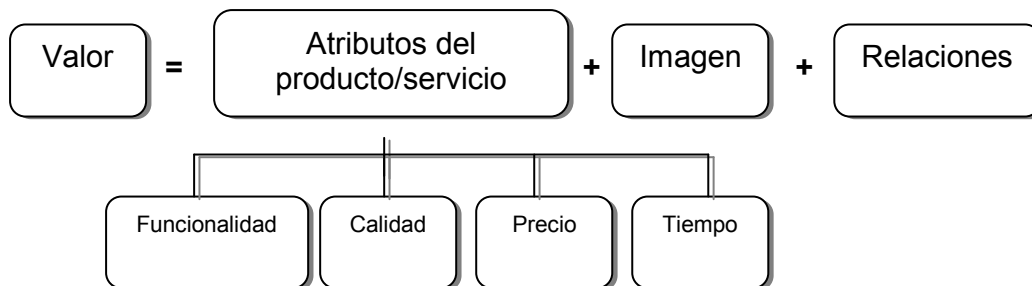 Valor = Atributos del + Imagen + Relaciones
producto/servicio
Funcionalidad Calidad Precio Tiempo